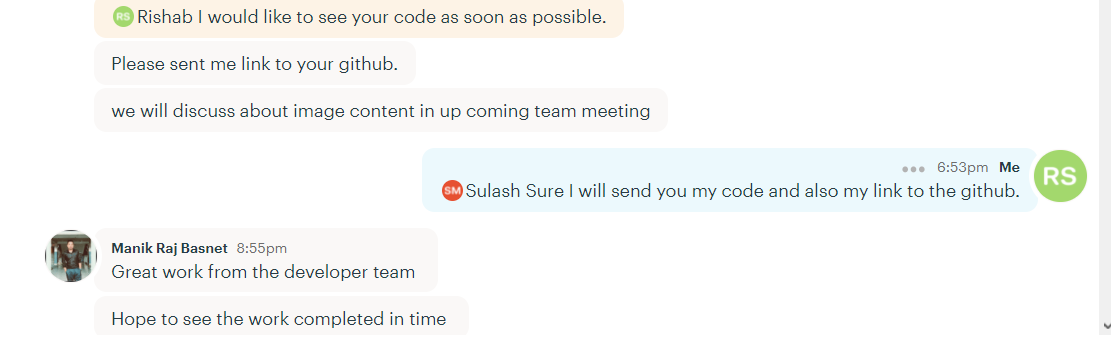 RS Rishab I would like to see your code as soon as possible.
Please sent me link to your github.
we will discuss about image content in up coming team meeting
6:53pm Me
RS
SM Sulash Sure I will send you my code and also my link to the github.
Manik Raj Basnet 8:55pm
Great work from the developer team
Hope to see the work completed in time